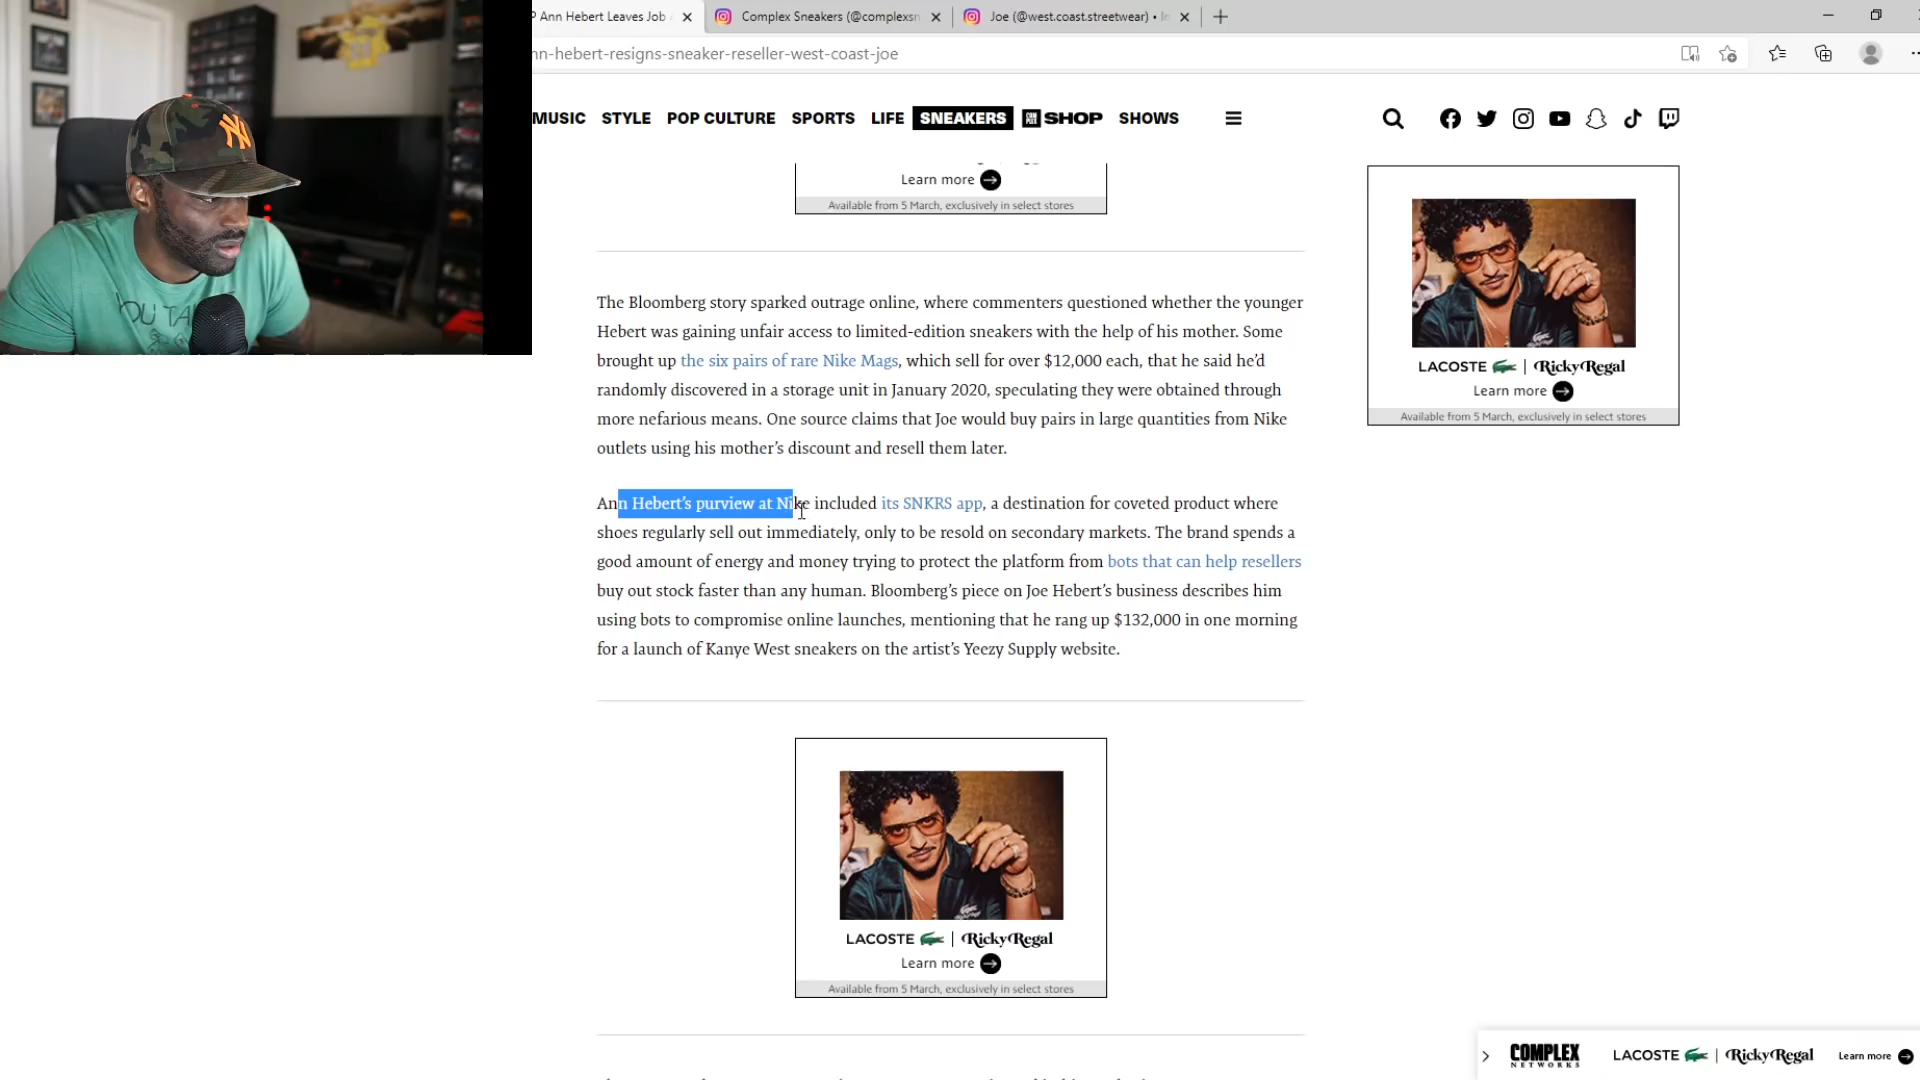 P Ann Hebert Leaves Job
Complex Sneakers (@complexsn
Joe (@west.coast.streetwear) •
nn-hebert-resigns-sneaker-reseller-west-coast-joe
MUSIC STYLE POP CULTURE SPORTS LIFE SNEAKERS SHOP SHOWS
Learn more
Available from 5 March, exclusively in select stores
The Bloomberg story sparked outrage online, where commenters questioned whether the younger
Hebert was gaining unfair access to limited-edition sneakers with the help of his mother. Some
brought up the six pairs of rare Nike Mags, which sell for over $12,000 each, that he said he'd
randomly discovered in a storage unit in January 2020, speculating they were obtained through
more nefarious means. One source claims that Joe would buy pairs in large quantities from Nike
outlets using his mother's discount and resell them later.
Ann Hebert's purview at Nike included its SNKRS app, a destination for coveted product where
shoes regularly sell out immediately, only to be resold on secondary markets. The brand spends a
good amount of energy and money trying to protect the platform from bots that can help resellers
buy out stock faster than any human. Bloomberg's piece on Joe Hebert's business describes him
using bots to compromise online launches, mentioning that he rang up $132,000 in one morning
for a launch of Kanye West sneakers on the artist's Yeezy Supply website.
LACOSTE | RickyRegal
Learn more
Available from 5 March, exclusively in select stores
LACOSTE | RickyRegal
Learn more
Available from 5 March, exclusively in select stores
COMPLEX NETWORKS LACOSTE | RickyRegal Learn more
NY
YOU TA